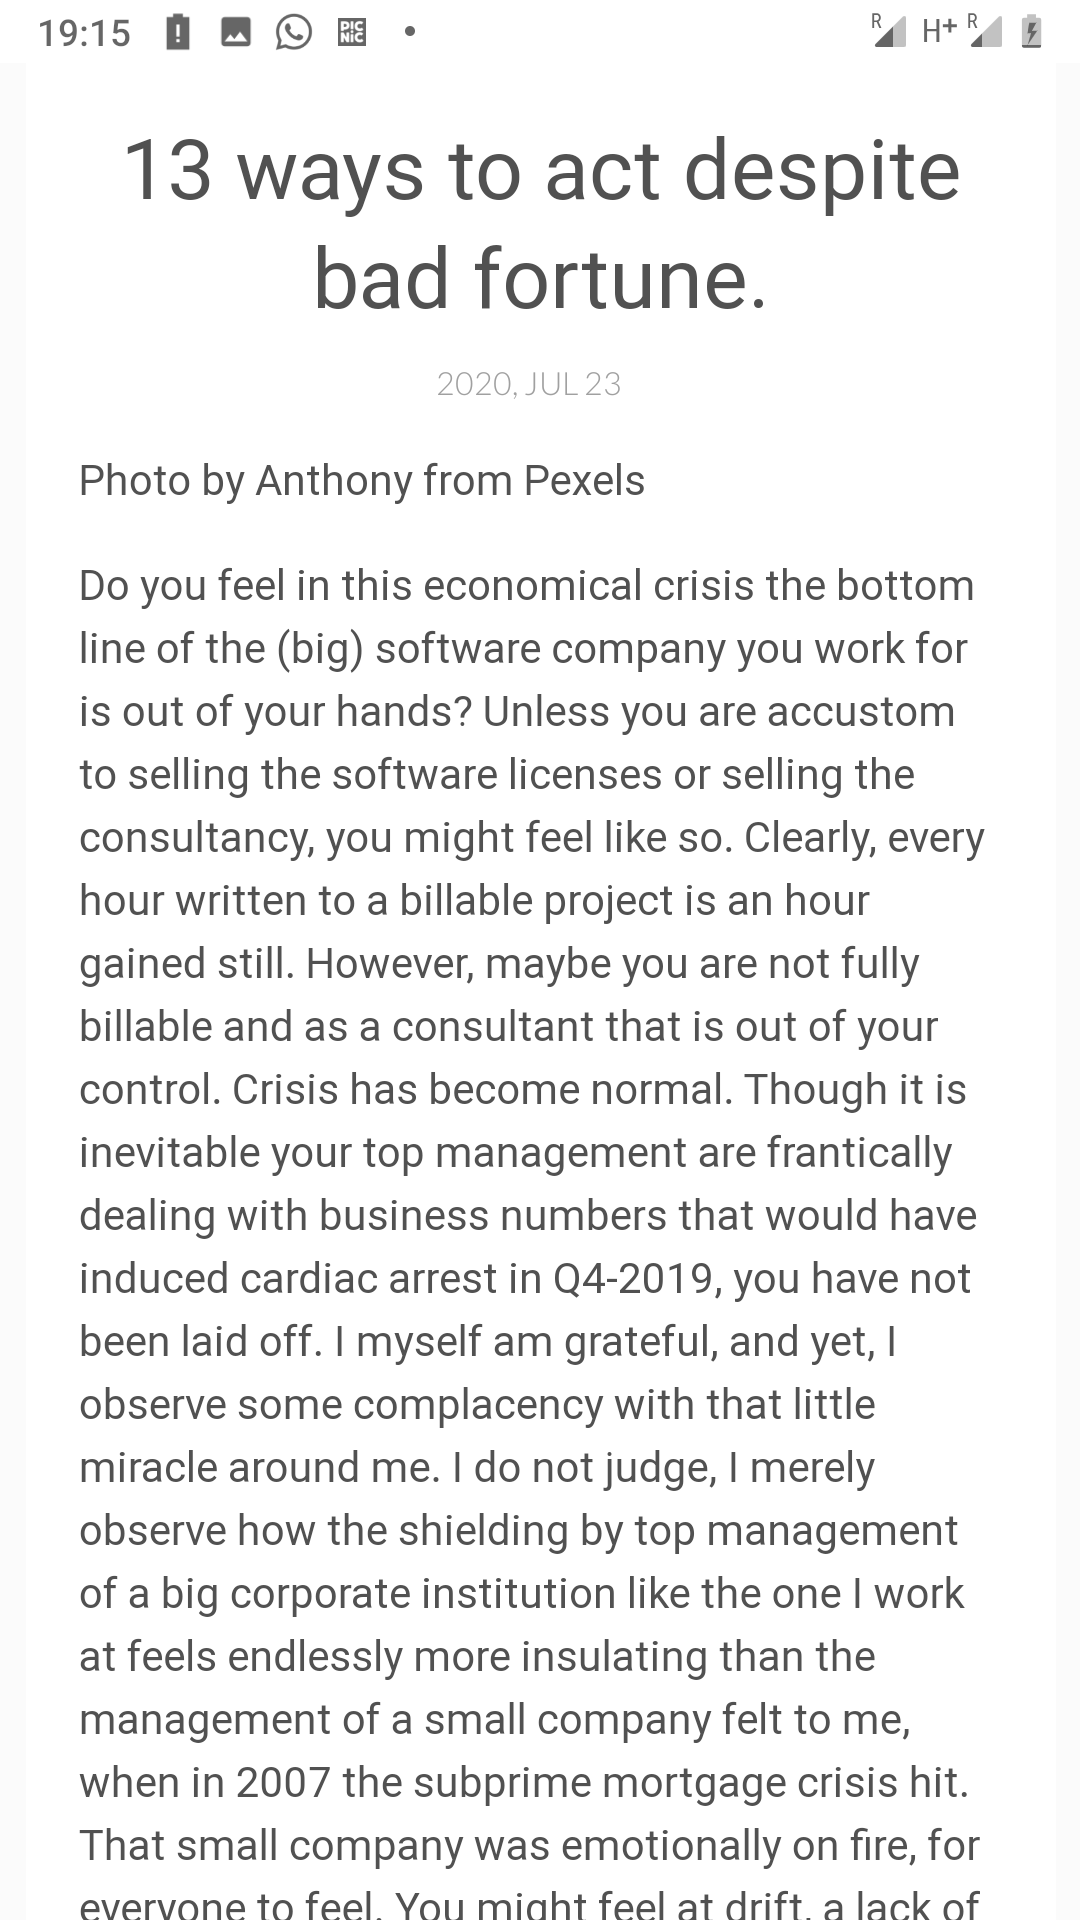 19:15
PIC
NIC
R
H+
R
13 ways to act despite
bad fortune.
2020, JUL 23
Photo by Anthony from Pexels
Do you feel in this economical crisis the bottom
line of the (big) software company you work for
is out of your hands? Unless you are accustom
to selling the software licenses or selling the
consultancy, you might feel like so. Clearly, every
hour written to a billable project is an hour
gained still. However, maybe you are not fully
billable and as a consultant that is out of your
control. Crisis has become normal. Though it is
inevitable your top management are frantically
dealing with business numbers that would have
induced cardiac arrest in Q4-2019, you have not
been laid off. I myself am grateful, and yet, I
observe some complacency with that little
miracle around me. I do not judge, I merely
observe how the shielding by top management
of a big corporate institution like the one I work
at feels endlessly more insulating than the
management of a small company felt to me,
when in 2007 the subprime mortgage crisis hit.
That small company was emotionally on fire, for
everyone to feel. You might feel at drift, a lack of